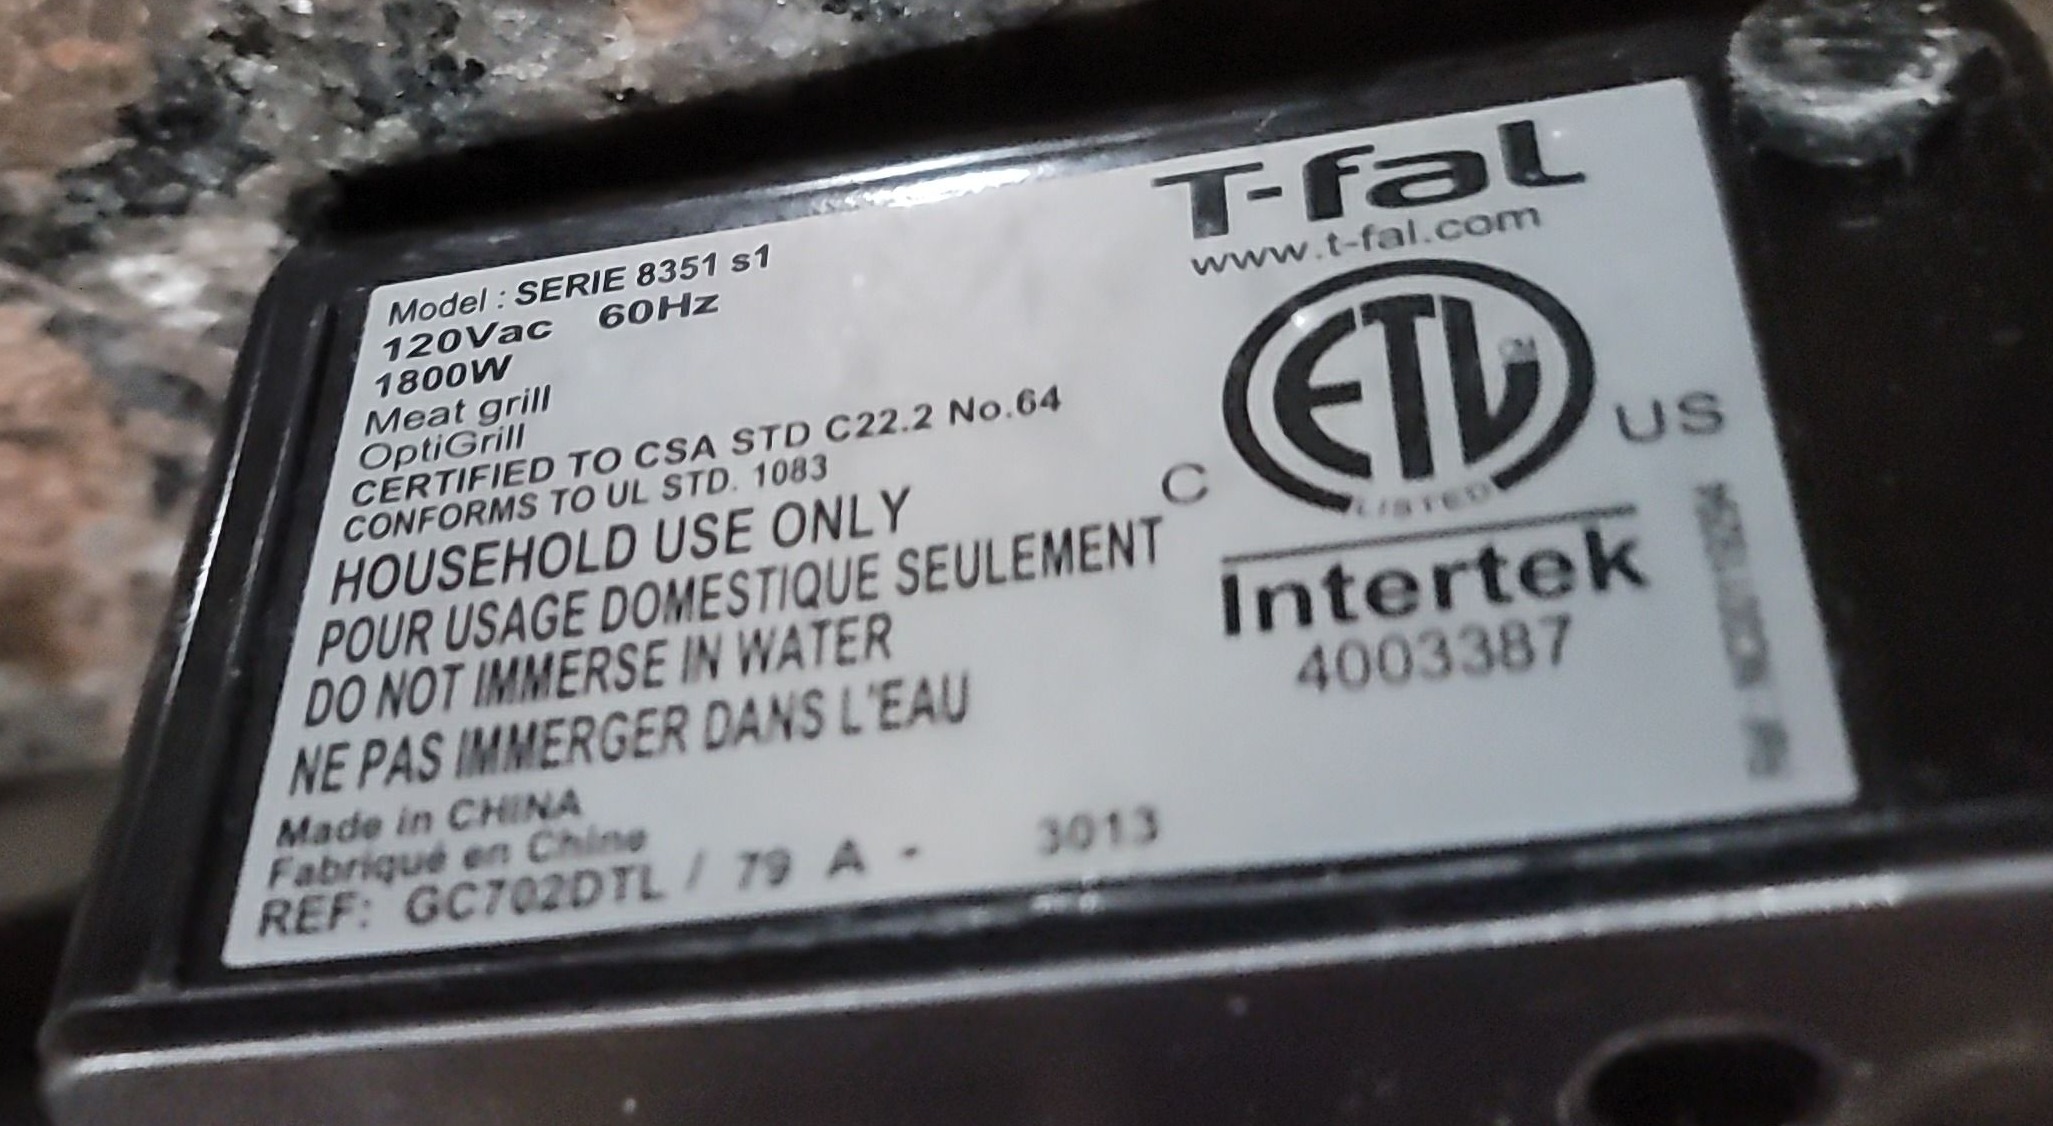 T-fal
www.t-fal.com
Model : SERIE 8351 s1
120Vac 60Hz
1800W
Meat grill
OptiGrill
CERTIFIED TO CSA STD C22.2 No.64
CONFORMS TO UL STD. 1083
HOUSEHOLD USE ONLY
POUR USAGE DOMESTIQUE SEULEMENT
DO NOT IMMERSE IN WATER
NE PAS IMMERGER DANS L'EAU
Made in CHINA
Fabriqué en Chine
REF: GC702DTL / 79 A - 3013
ETL CM
C US
LISTED
Intertek
4003387